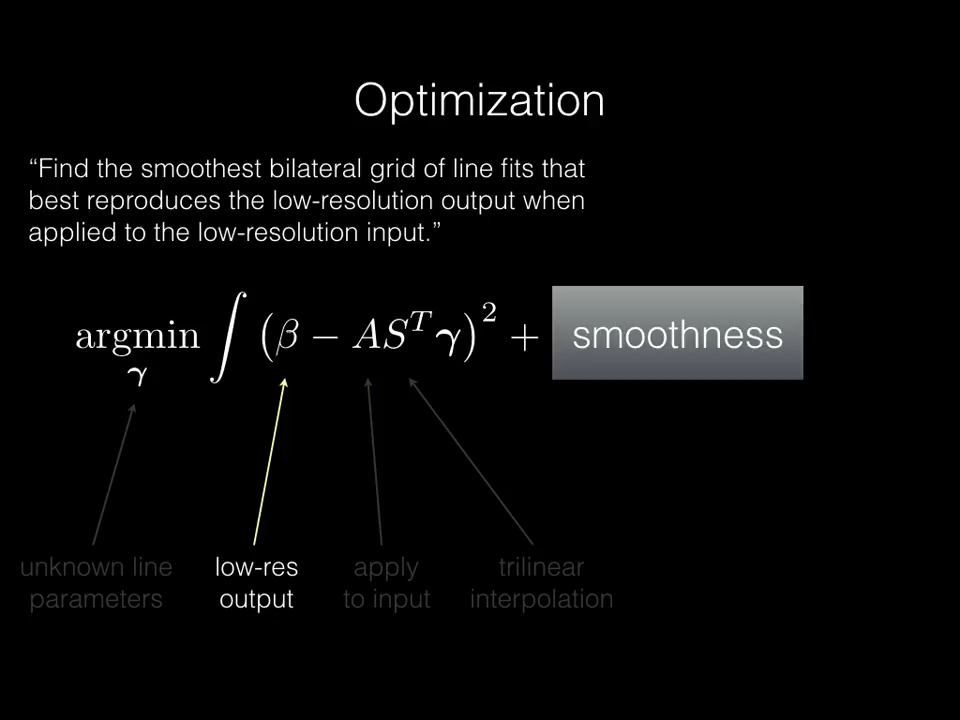 Optimization
“Find the smoothest bilateral grid of line fits that
best reproduces the low-resolution output when
applied to the low-resolution input.”
argmin ∫ (β − ASᵀγ)² + smoothness
γ
unknown line low-res apply trilinear
parameters output to input interpolation